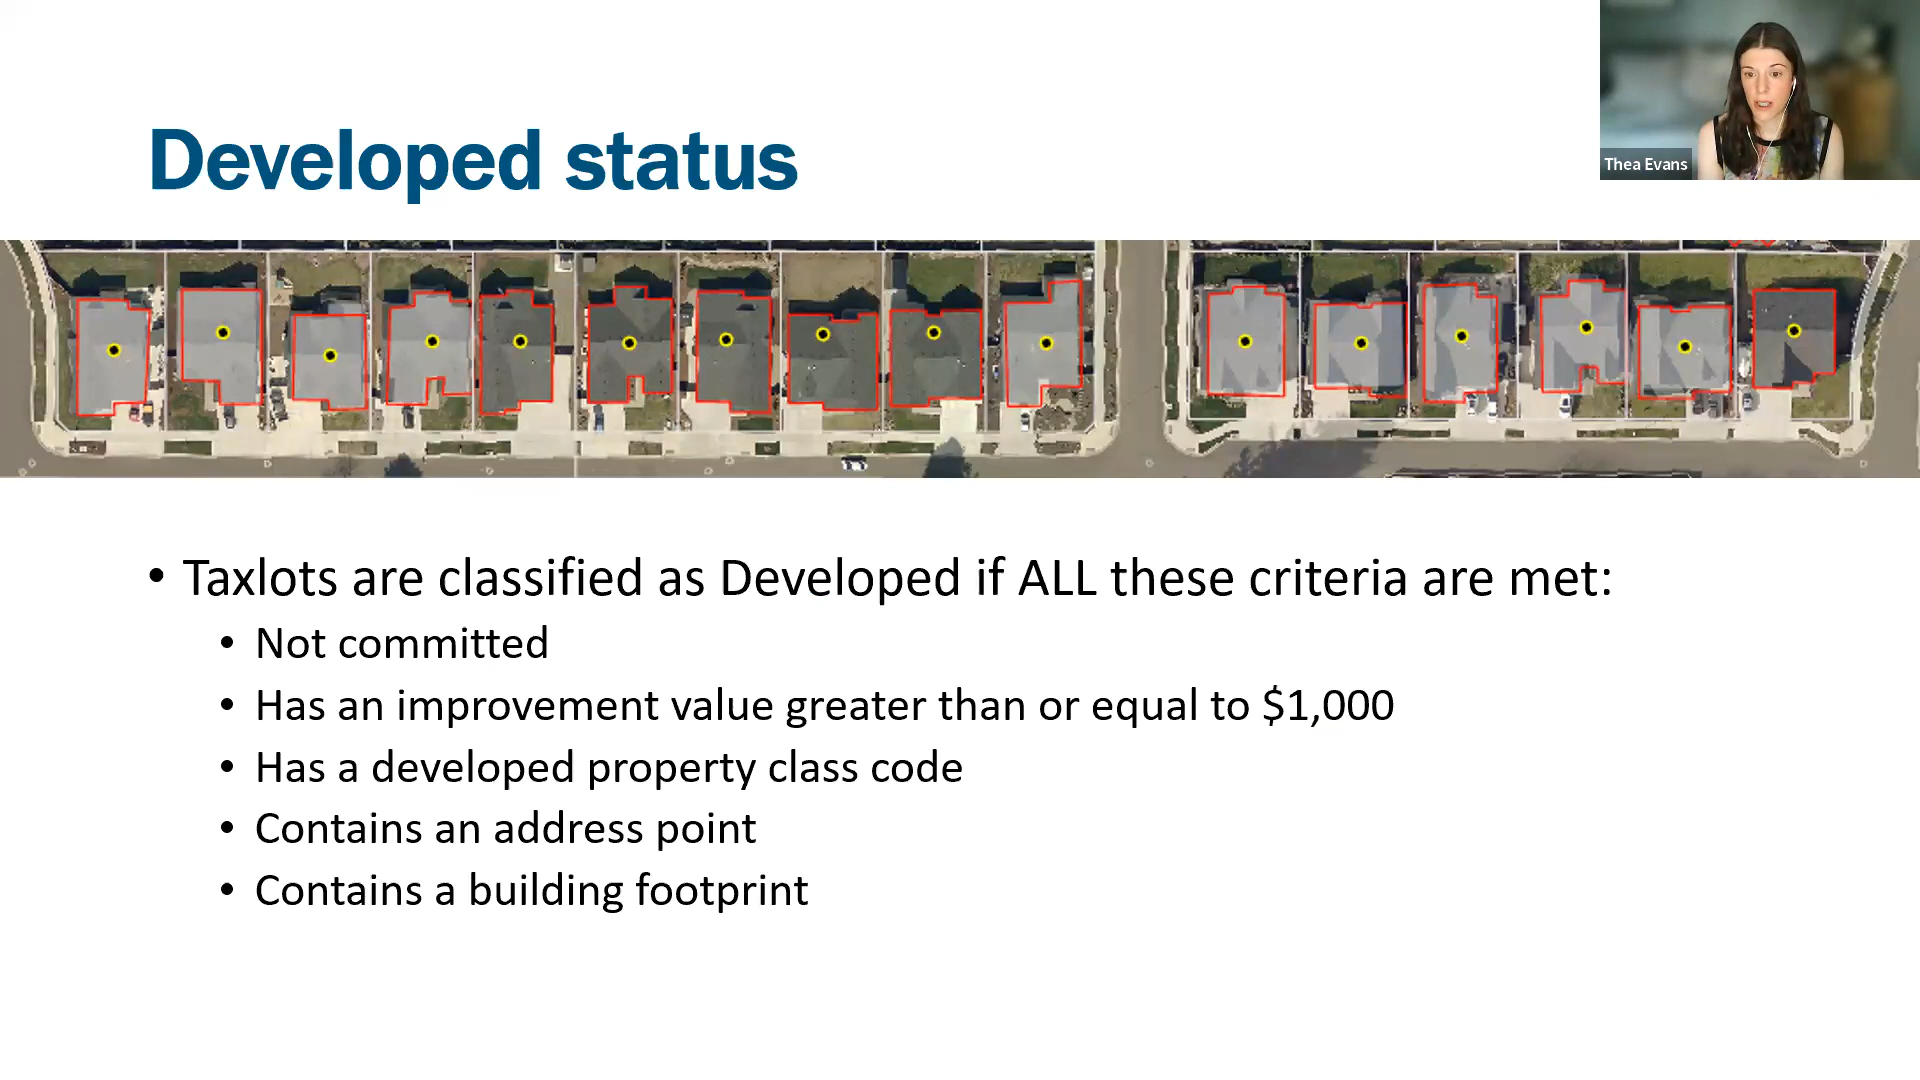 Developed status
Thea Evans
• Taxlots are classified as Developed if ALL these criteria are met:
• Not committed
• Has an improvement value greater than or equal to $1,000
• Has a developed property class code
• Contains an address point
• Contains a building footprint